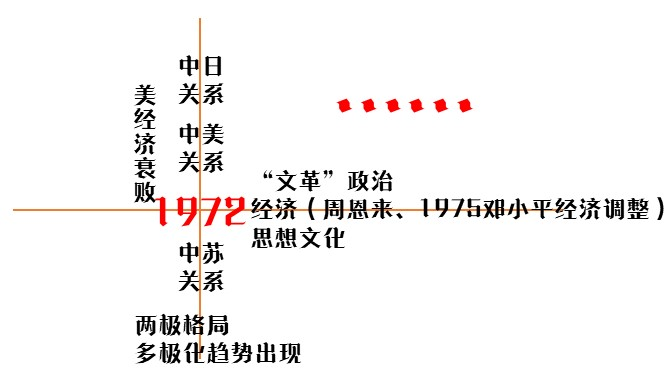 中日
关系
美经济衰败
中美
关系
1972
“文革”政治
经济（周恩来、1975邓小平经济调整）
思想文化
中苏
关系
两极格局
多极化趋势出现